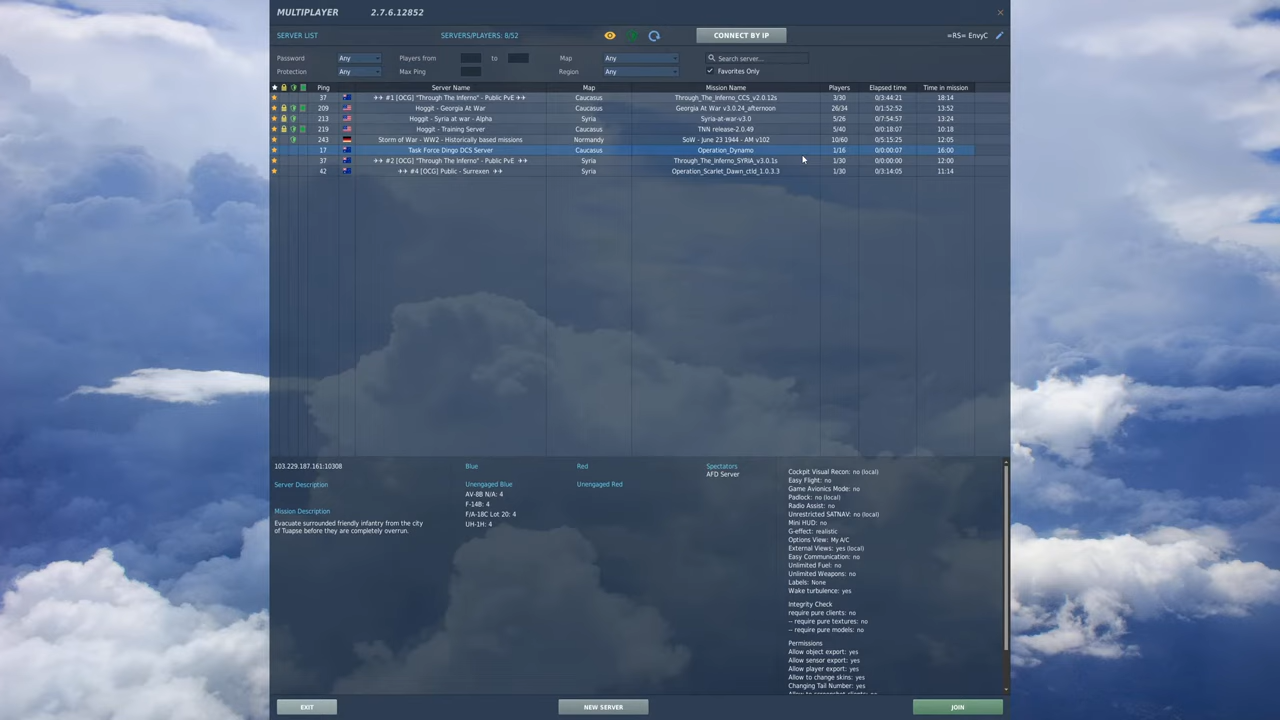 MULTIPLAYER 2.7.6.12852
SERVER LIST SERVERS/PLAYERS: 8/52 CONNECT BY IP =RS= EnvyC
Password Any Players from to Map Any Search server...
Protection Any Max Ping Region Any Favorites Only
Ping Server Name Map Mission Name Players Elapsed time Time in mission
37 ✈✈ #1 [OCG] "Through The Inferno" - Public PvE ✈✈ Caucasus Through_The_Inferno_CCS_v2.0.12s 3/30 0/3:44:21 18:14
209 Hoggit - Georgia At War Caucasus Georgia At War v3.0.24_afternoon 26/34 0/1:52:52 13:52
213 Hoggit - Syria at war - Alpha Syria Syria-at-war-v3.0 5/26 0/7:54:57 13:24
219 Hoggit - Training Server Caucasus TNN release-2.0.49 5/40 0/0:18:07 10:18
243 Storm of War - WW2 - Historically based missions Normandy SoW - June 23 1944 - AM v102 10/60 0/5:15:25 12:05
17 Task Force Dingo DCS Server Caucasus Operation_Dynamo 1/16 0/0:00:07 16:00
37 ✈✈ #2 [OCG] "Through The Inferno" - Public PvE ✈✈ Syria Through_The_Inferno_SYRIA_v3.0.1s 1/30 0/0:00:00 12:00
42 ✈✈ #4 [OCG] Public - Surrexen ✈✈ Syria Operation_Scarlet_Dawn_ctld_1.0.3.3 1/30 0/3:14:05 11:14
103.229.187.161:10308
Server Description
Mission Description
Evacuate surrounded friendly infantry from the city
of Tuapse before they are completely overrun.
Blue
Unengaged Blue
AV-8B N/A: 4
F-14B: 4
F/A-18C Lot 20: 4
UH-1H: 4
Red
Unengaged Red
Spectators
AFD Server
Cockpit Visual Recon: no (local)
Easy Flight: no
Game Avionics Mode: no
Padlock: no (local)
Radio Assist: no
Unrestricted SATNAV: no (local)
Mini HUD: no
G-effect: realistic
Options View: My A/C
External Views: yes (local)
Easy Communication: no
Unlimited Fuel: no
Unlimited Weapons: no
Labels: None
Wake turbulence: yes
Integrity Check
require pure clients: no
-- require pure textures: no
-- require pure models: no
Permissions
Allow object export: yes
Allow sensor export: yes
Allow player export: yes
Allow to change skins: yes
Changing Tail Number: yes
EXIT NEW SERVER JOIN